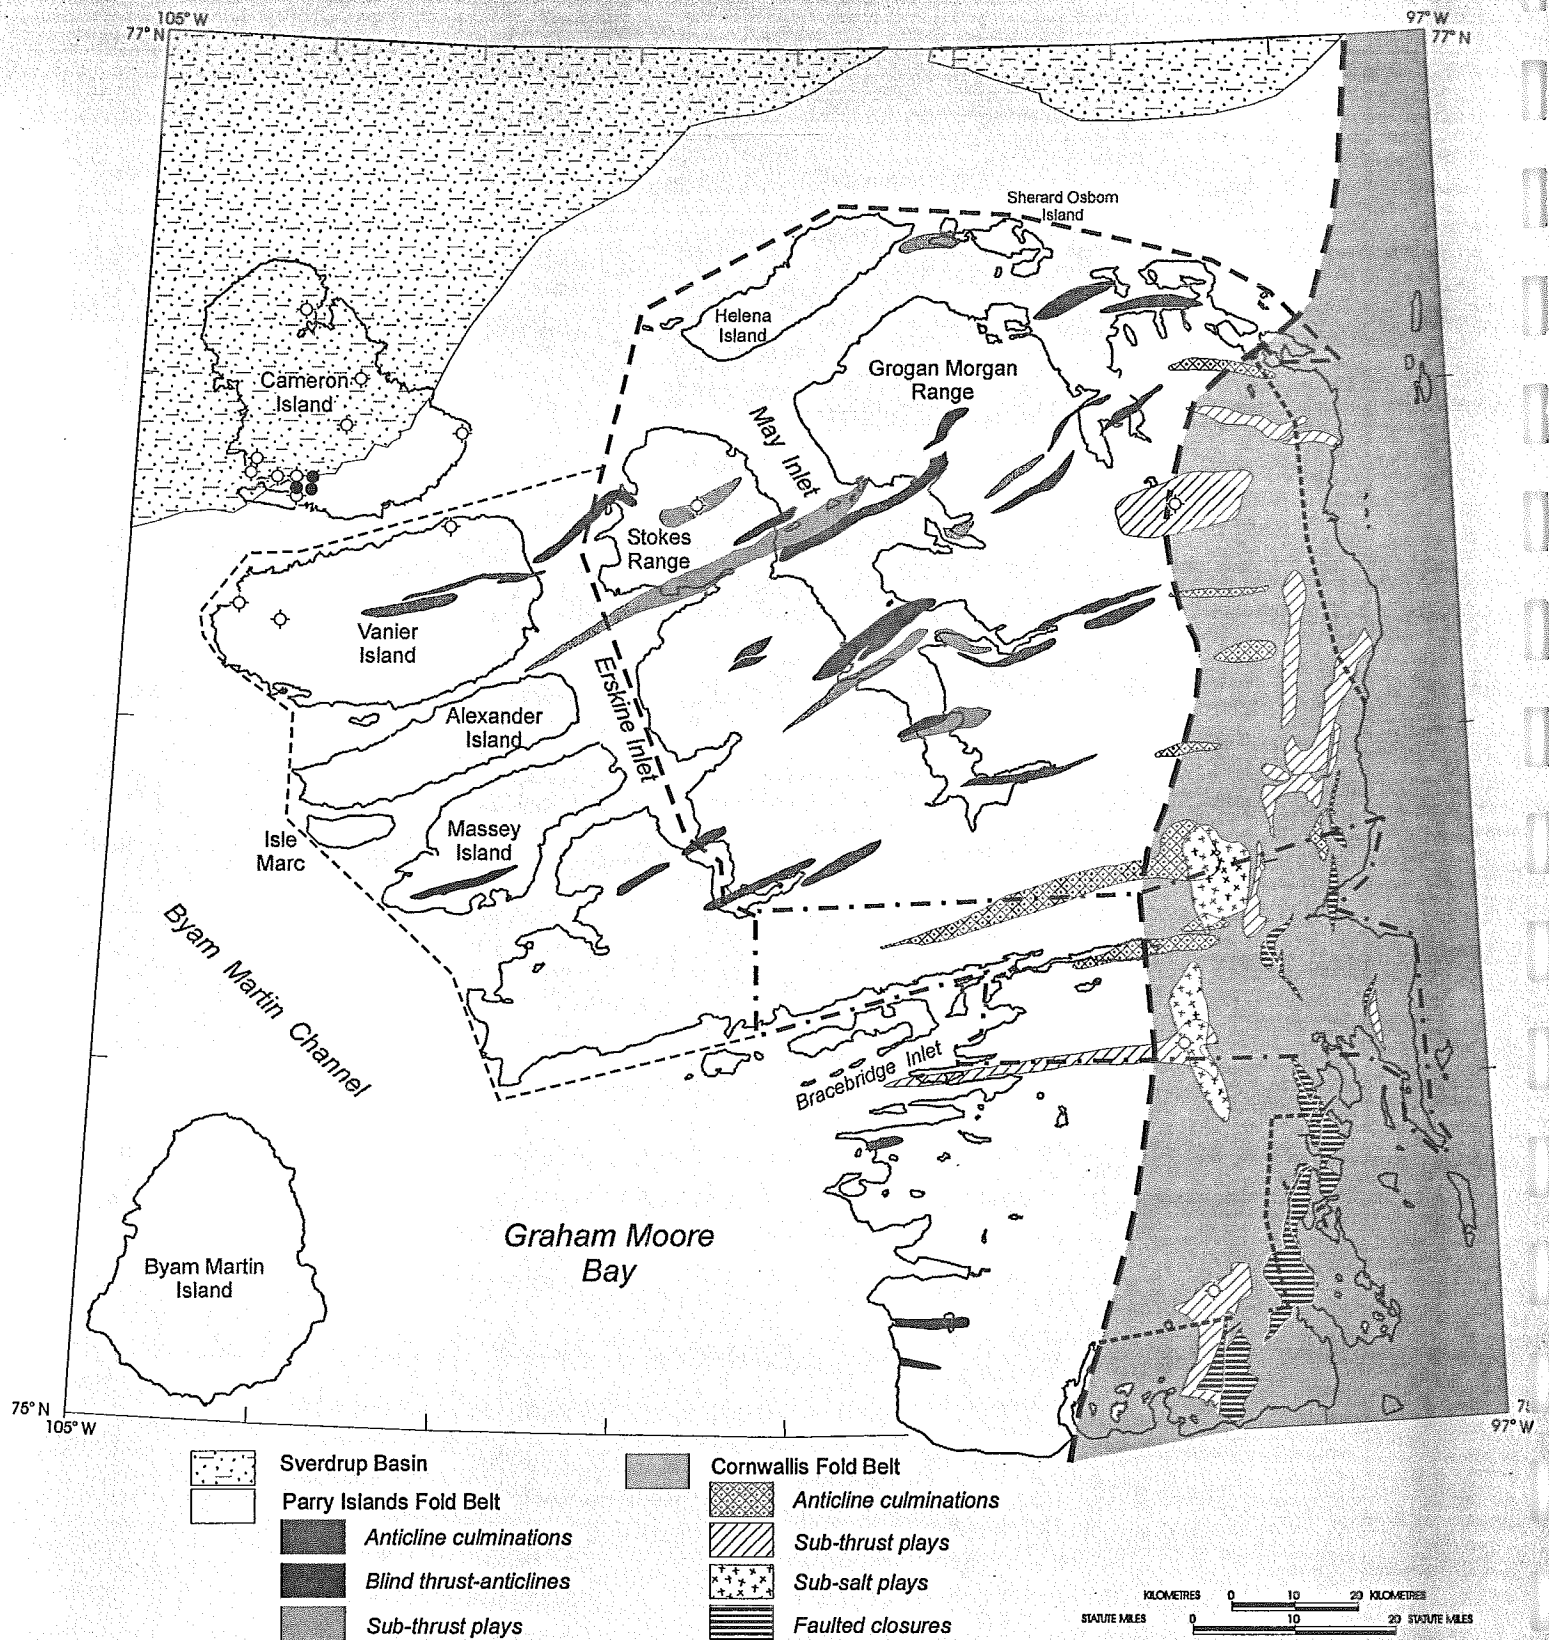 105° W
77° N
97° W
77° N
Sherard Osborn
Island
Helena
Island
Grogan Morgan
Range
Cameron
Island
May Inlet
Stokes
Range
Vanier
Island
Erskine Inlet
Alexander
Island
Massey
Island
Isle
Marc
Byam Martin Channel
Bracebridge Inlet
Graham Moore
Bay
Byam Martin
Island
75° N
105° W
97° W
Sverdrup Basin
Parry Islands Fold Belt
Anticline culminations
Blind thrust-anticlines
Sub-thrust plays
Cornwallis Fold Belt
Anticline culminations
Sub-thrust plays
Sub-salt plays
Faulted closures
KILOMETRES 0 10 20 KILOMETRES
STATUTE MILES 0 10 20 STATUTE MILES